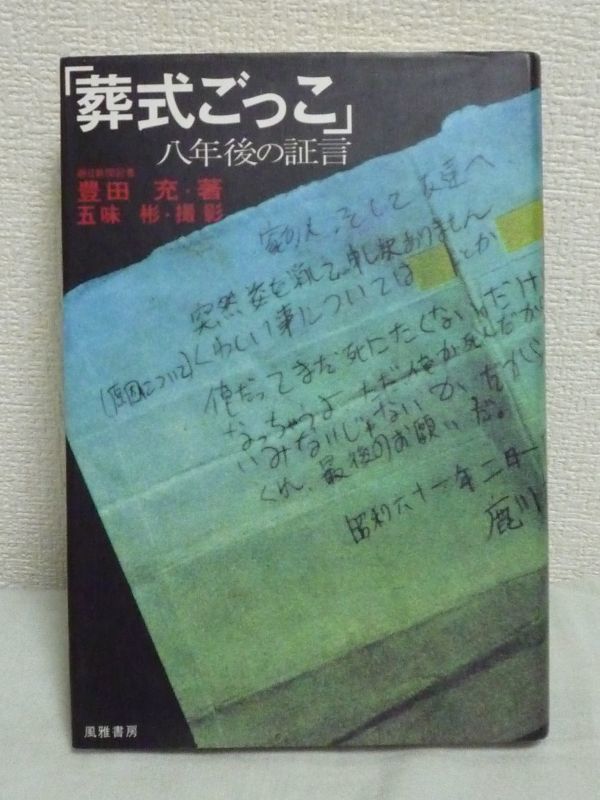 「葬式ごっこ」
八年後の証言
朝日新聞記者
豊田 充・著
五味 彬・撮影
家の人、そして友達へ
突然姿を消して、申し訳ありません
(原因について)くわしい事については とか
俺だってまだ死にたくない。だけ
なっちゃうよ ただ俺が死んだか
いみないじゃないか、だから
くれ、最後のお願いだ。
昭和六十一年二月一
鹿川
風雅書房